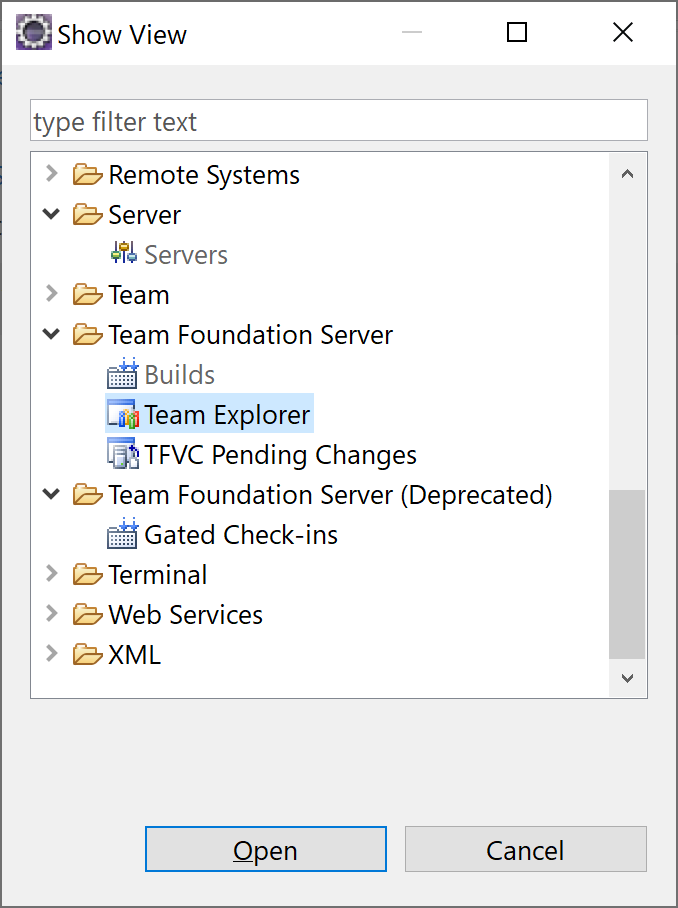 Show View
type filter text
Remote Systems
Server
Servers
Team
Team Foundation Server
Builds
Team Explorer
TFVC Pending Changes
Team Foundation Server (Deprecated)
Gated Check-ins
Terminal
Web Services
XML
Open Cancel